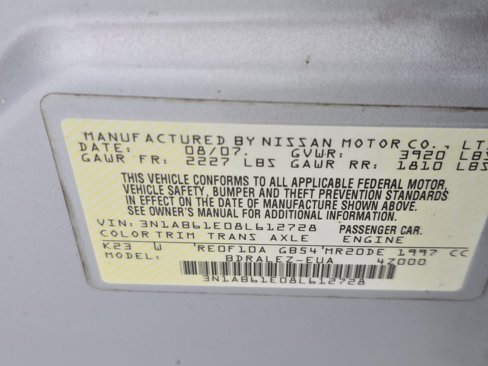 MANUFACTURED BY NISSAN MOTOR CO., LT
DATE: 08/07 GVWR: 3920 LBS
GAWR FR: 2227 LBS GAWR RR: 1810 LBS
THIS VEHICLE CONFORMS TO ALL APPLICABLE FEDERAL MOTOR
VEHICLE SAFETY, BUMPER AND THEFT PREVENTION STANDARDS
IN EFFECT ON THE DATE OF MANUFACTURE SHOWN ABOVE.
SEE OWNER'S MANUAL FOR ADDITIONAL INFORMATION
VIN: 3N1AB61E08L612728 PASSENGER CAR.
COLOR TRIM TRANS AXLE ENGINE
K23 W RE0F10A GB54 MR20DE 1997 CC
MODEL: BDRALEZ-EUA 4Z000
3N1AB61E08L612728